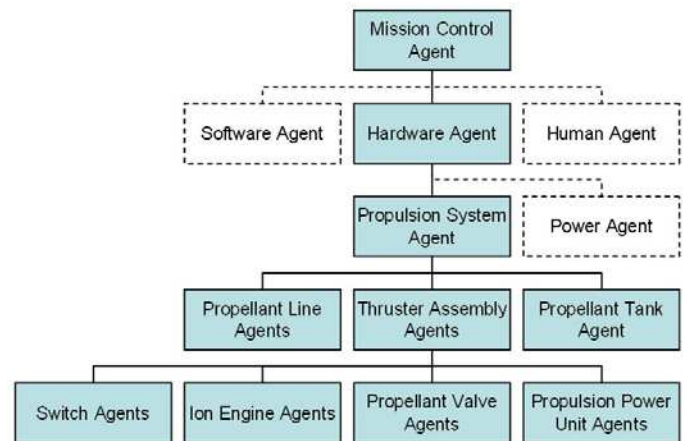 Mission Control
Agent
Software Agent
Hardware Agent
Human Agent
Propulsion System
Agent
Power Agent
Propellant Line
Agents
Thruster Assembly
Agents
Propellant Tank
Agent
Switch Agents
Ion Engine Agents
Propellant Valve
Agents
Propulsion Power
Unit Agents